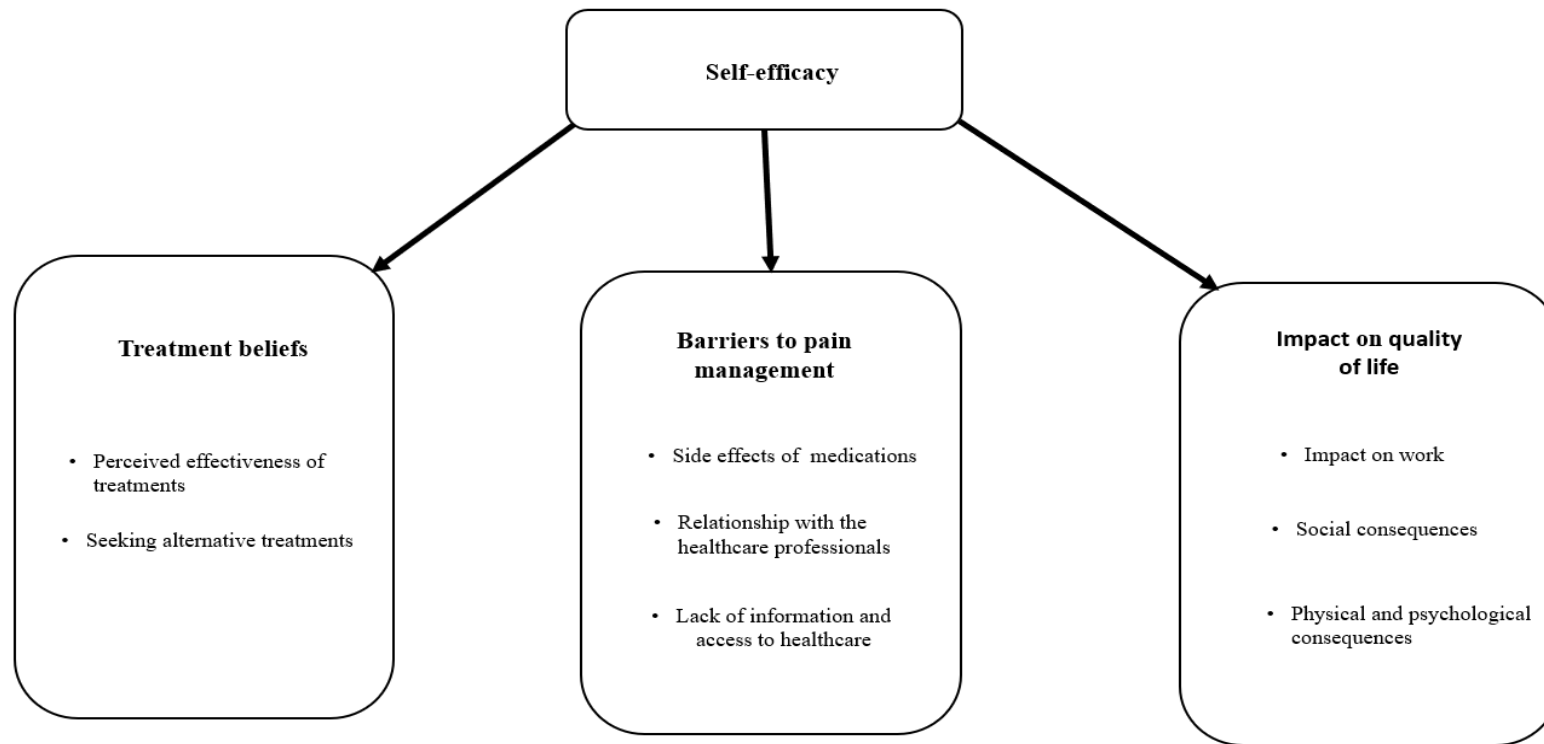 Self-efficacy
Treatment beliefs
• Perceived effectiveness of
treatments
• Seeking alternative treatments
Barriers to pain
management
• Side effects of medications
• Relationship with the
healthcare professionals
• Lack of information and
access to healthcare
Impact on quality
of life
• Impact on work
• Social consequences
• Physical and psychological
consequences